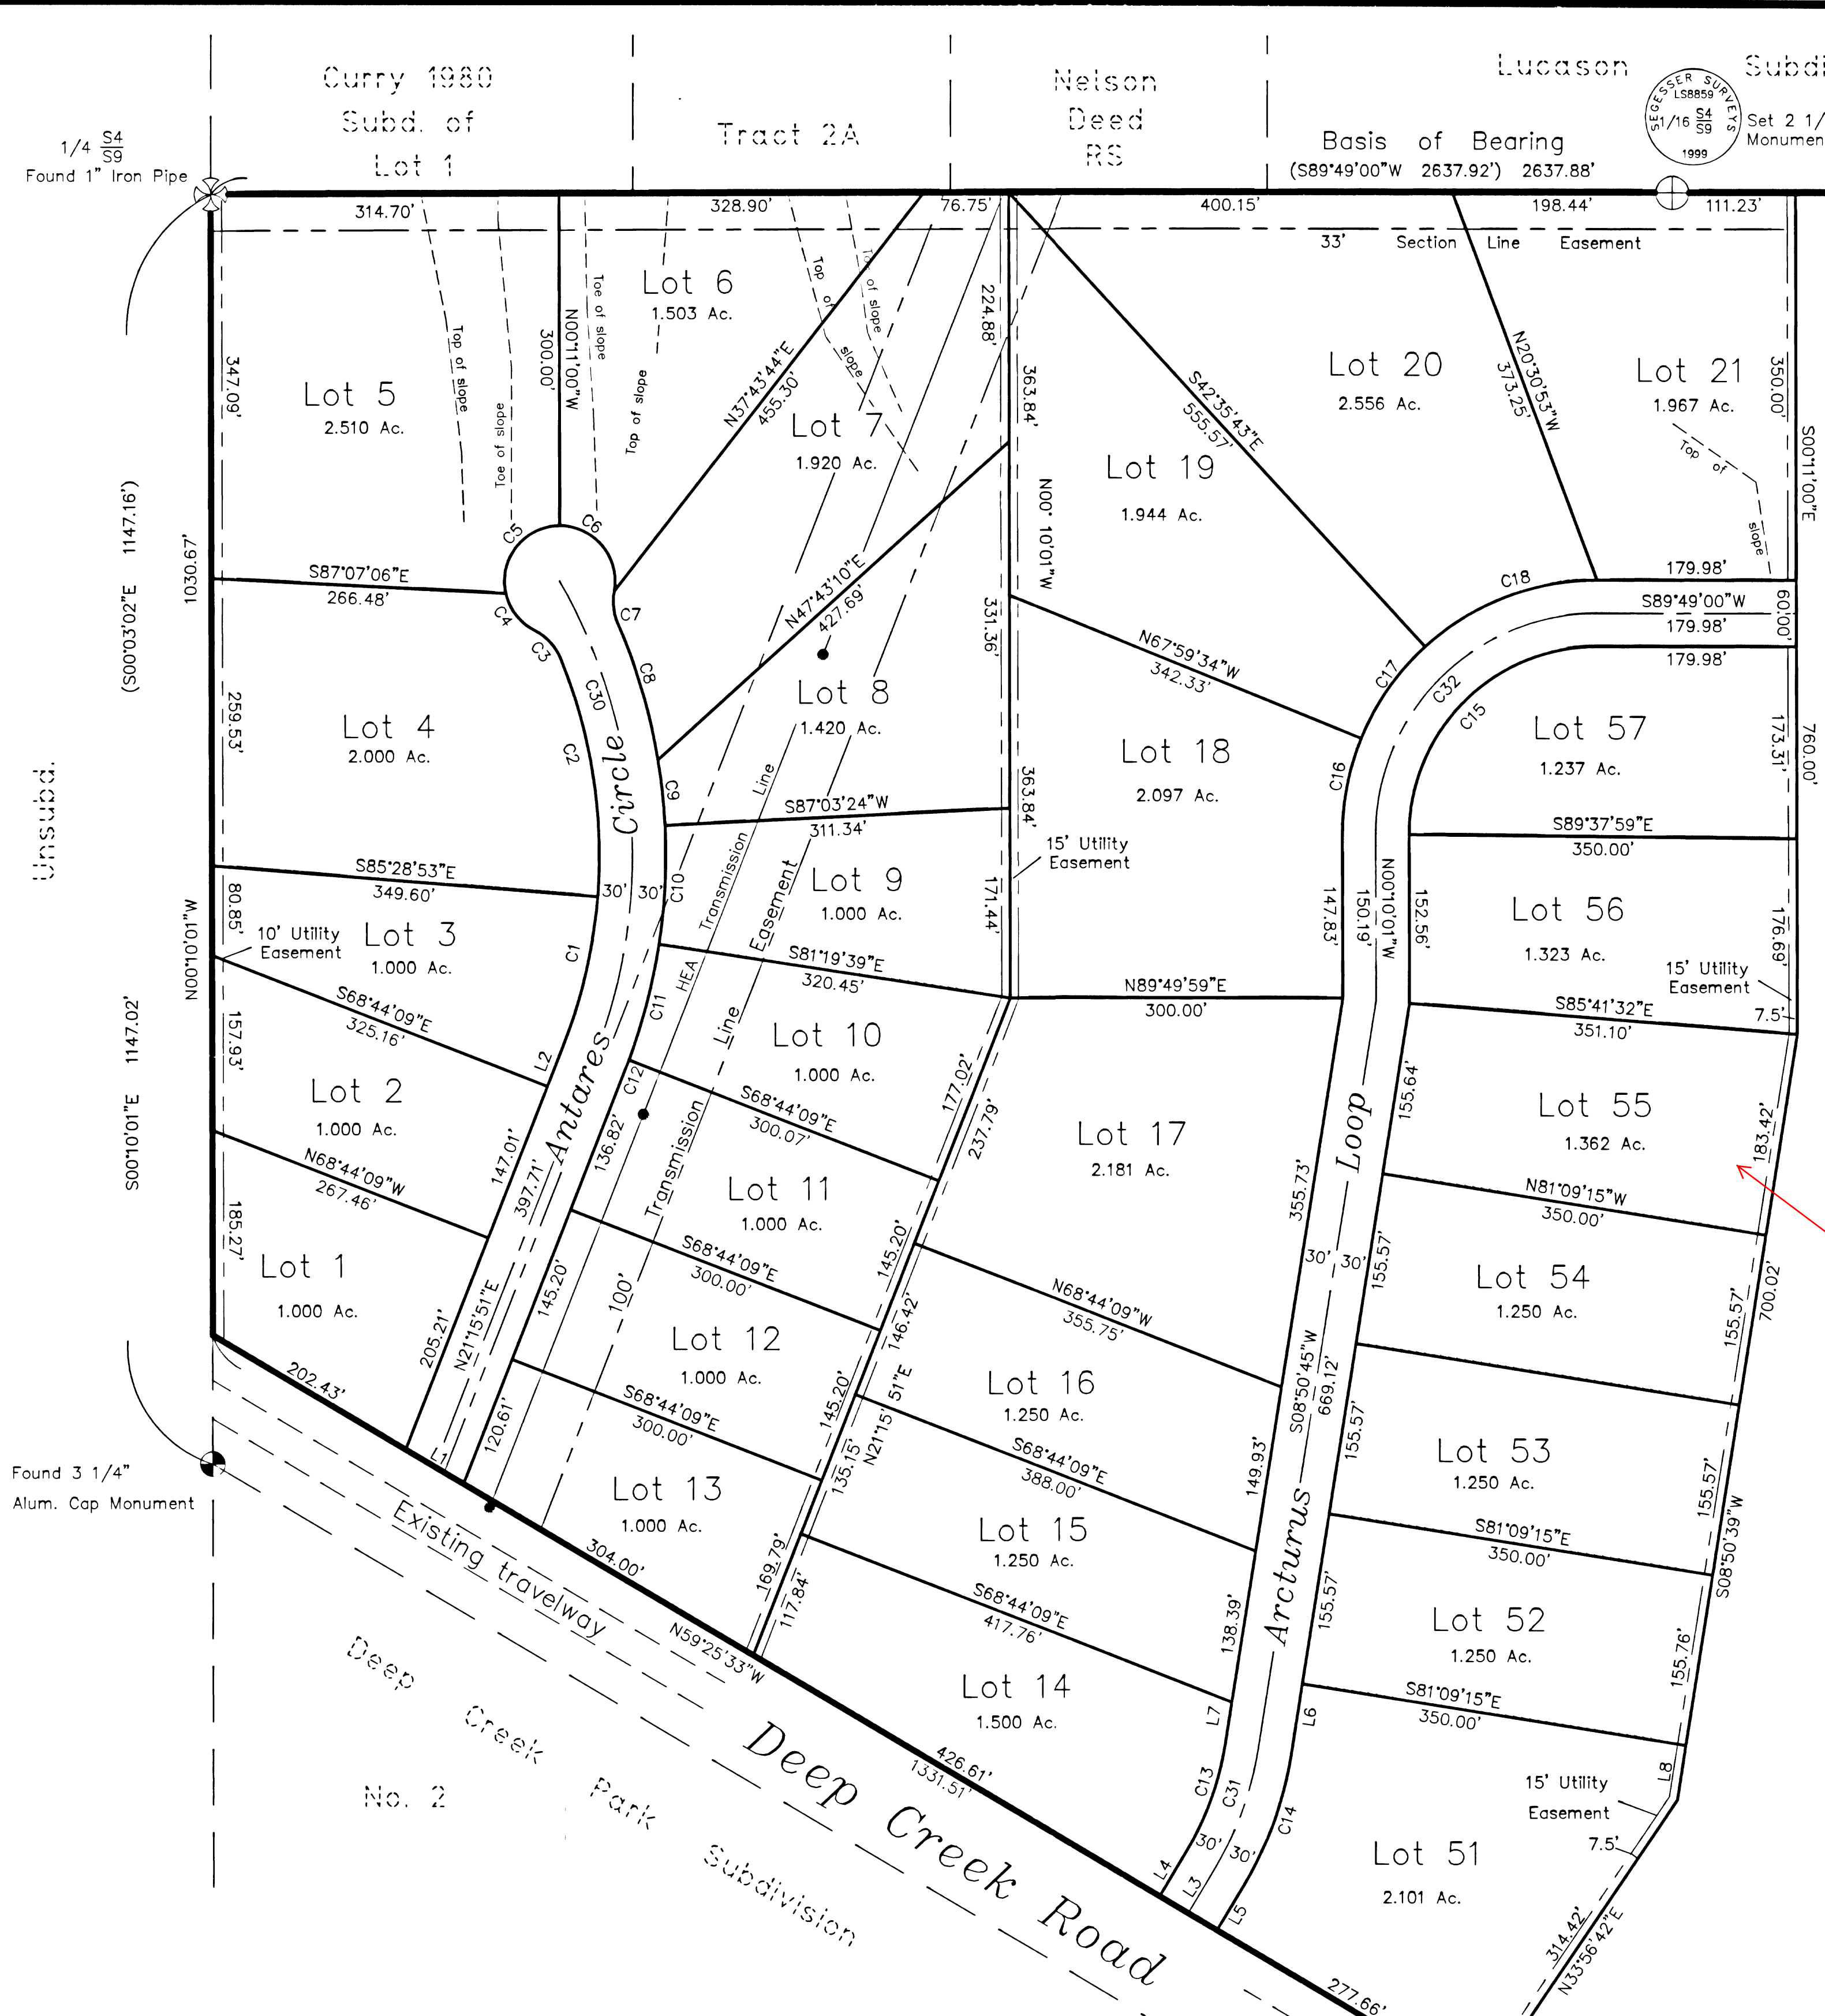 Curry 1980
Subd. of
Lot 1
Tract 2A
Nelson
Deed
RS
Lucason
Subdi
SEGESSER SURVEYS
LS8859
1/16 S4
S9
1999
Set 2 1/
Monumen
Basis of Bearing
(S89°49'00"W 2637.92') 2637.88'
1/4 S4
S9
Found 1" Iron Pipe
314.70'
328.90'
76.75'
400.15'
198.44'
111.23'
33' Section Line Easement
Lot 5
2.510 Ac.
347.09'
Top of slope
Toe of slope
300.00'
N00°11'00"W
Toe of slope
Top of slope
Lot 6
1.503 Ac.
Top of
slope
Top of slope
N37°43'44"E
455.30'
Lot 7
1.920 Ac.
224.88'
363.84'
N00° 10'01"W
Lot 19
1.944 Ac.
S42°35'43"E
555.57'
Lot 20
2.556 Ac.
N20°30'53"W
373.25'
Lot 21
1.967 Ac.
Top of
slope
350.00'
S00°11'00"E
(S00°03'02"E 1147.16')
1030.67'
S87°07'06"E
266.48'
C5
C6
C4
C3
C7
C8
C30
C2
N47°43'10"E
427.69'
331.36'
N67°59'34"W
342.33'
C18
C17
C32
C15
C16
179.98'
S89°49'00"W
179.98'
179.98'
60.00'
Unsubd.
259.53'
Lot 4
2.000 Ac.
Lot 8
1.420 Ac.
Lot 18
2.097 Ac.
Lot 57
1.237 Ac.
173.31'
760.00'
C9
S87°03'24"W
311.34'
363.84'
15' Utility
Easement
S89°37'59"E
350.00'
S85°28'53"E
349.60'
30' 30'
C10
80.85'
10' Utility
Easement
Lot 3
1.000 Ac.
C1
Lot 9
1.000 Ac.
171.44'
147.83'
150.19'
N00°10'01"W
152.56'
Lot 56
1.323 Ac.
176.69'
15' Utility
Easement
7.5'
N00°10'01"W
S00°10'01"E 1147.02'
S68°44'09"E
325.16'
L2
C11
S81°19'39"E
320.45'
N89°49'59"E
300.00'
S85°41'32"E
351.10'
HEA Transmission Line
100' Transmission Line Easement
157.93'
Lot 2
1.000 Ac.
Lot 10
1.000 Ac.
C12
177.02'
237.79'
Lot 17
2.181 Ac.
155.64'
Lot 55
1.362 Ac.
183.42'
N68°44'09"W
267.46'
147.01'
397.71'
136.82'
S68°44'09"E
300.07'
Antares Circle
185.27'
Lot 1
1.000 Ac.
Lot 11
1.000 Ac.
355.73'
N81°09'15"W
350.00'
205.21'
N21°15'51"E
145.20'
S68°44'09"E
300.00'
145.20'
146.42'
N68°44'09"W
355.75'
30' 30'
155.57'
Lot 54
1.250 Ac.
155.57'
700.02'
202.43'
Lot 12
1.000 Ac.
Lot 16
1.250 Ac.
S08°50'45"W
669.12'
L1
120.61'
S68°44'09"E
300.00'
145.20'
135.15'
N21°15' 51"E
S68°44'09"E
388.00'
149.93'
155.57'
Lot 53
1.250 Ac.
155.57'
S08°50'39"W
Found 3 1/4"
Alum. Cap Monument
Lot 13
1.000 Ac.
304.00'
169.79'
117.84'
Lot 15
1.250 Ac.
S81°09'15"E
350.00'
Existing travelway
N59°25'33"W
S68°44'09"E
417.76'
138.39'
155.57'
Lot 52
1.250 Ac.
155.76'
Arcturus Loop
Lot 14
1.500 Ac.
L7
L6
S81°09'15"E
350.00'
Deep Creek Park Subdivision
No. 2
426.61'
1331.51'
C13
C31
C14
15' Utility
Easement
L8
7.5'
Deep Creek Road
30' 30'
L4
L3
L5
Lot 51
2.101 Ac.
314.42'
N33°56'42"E
277.66'